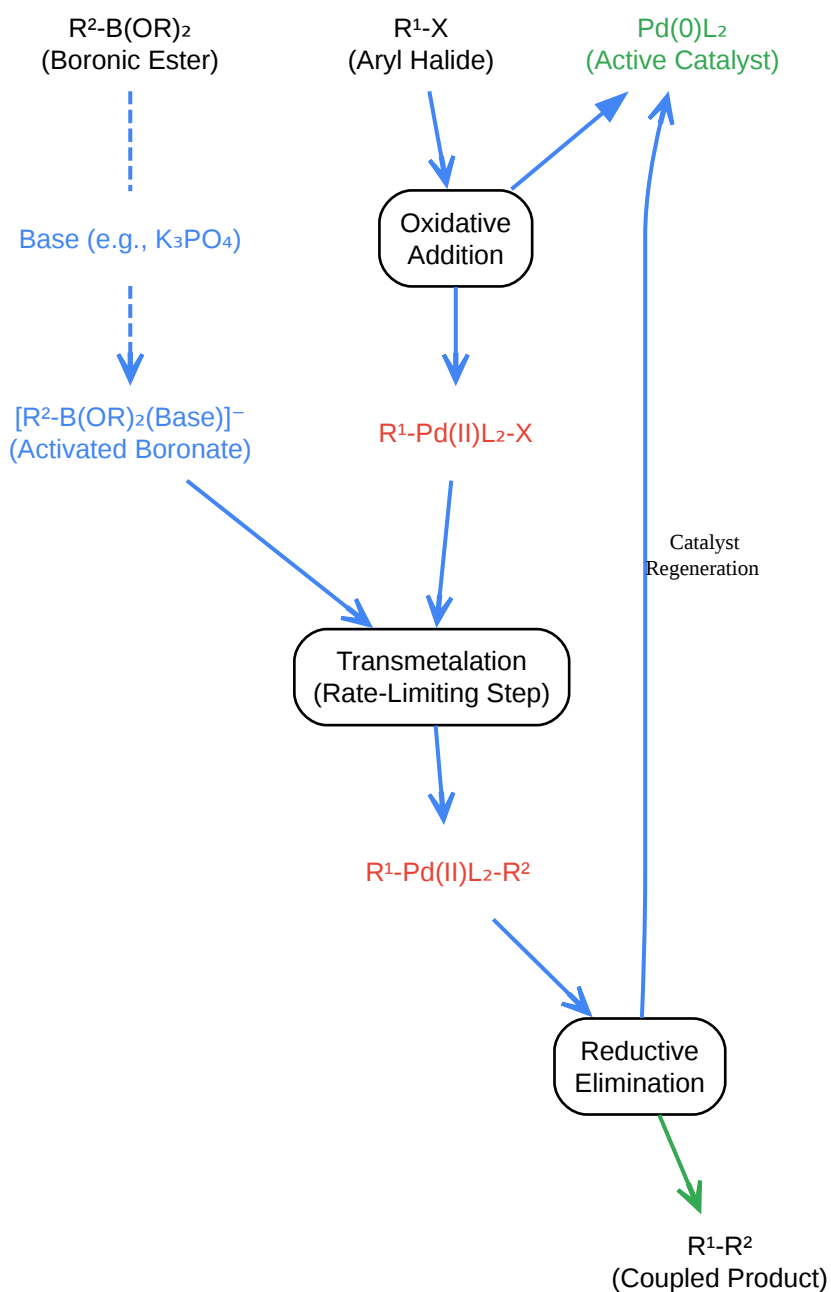 R²-B(OR)₂
(Boronic Ester)
R¹-X
(Aryl Halide)
Pd(0)L₂
(Active Catalyst)
Oxidative
Addition
Base (e.g., K₃PO₄)
[R²-B(OR)₂(Base)]⁻
(Activated Boronate)
R¹-Pd(II)L₂-X
Catalyst
Regeneration
Transmetalation
(Rate-Limiting Step)
R¹-Pd(II)L₂-R²
Reductive
Elimination
R¹-R²
(Coupled Product)